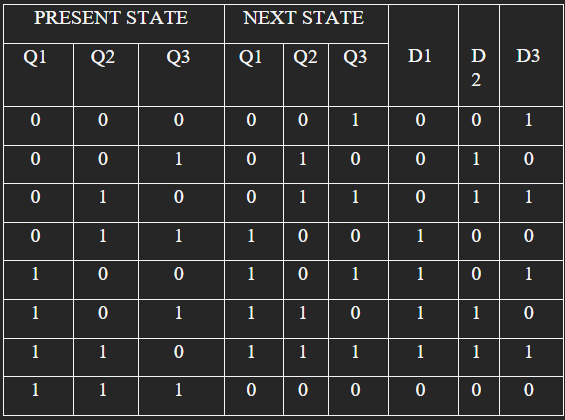 PRESENT STATE NEXT STATE
Q1 Q2 Q3 Q1 Q2 Q3 D1 D D3
2
0 0 0 0 0 1 0 0 1
0 0 1 0 1 0 0 1 0
0 1 0 0 1 1 0 1 1
0 1 1 1 0 0 1 0 0
1 0 0 1 0 1 1 0 1
1 0 1 1 1 0 1 1 0
1 1 0 1 1 1 1 1 1
1 1 1 0 0 0 0 0 0